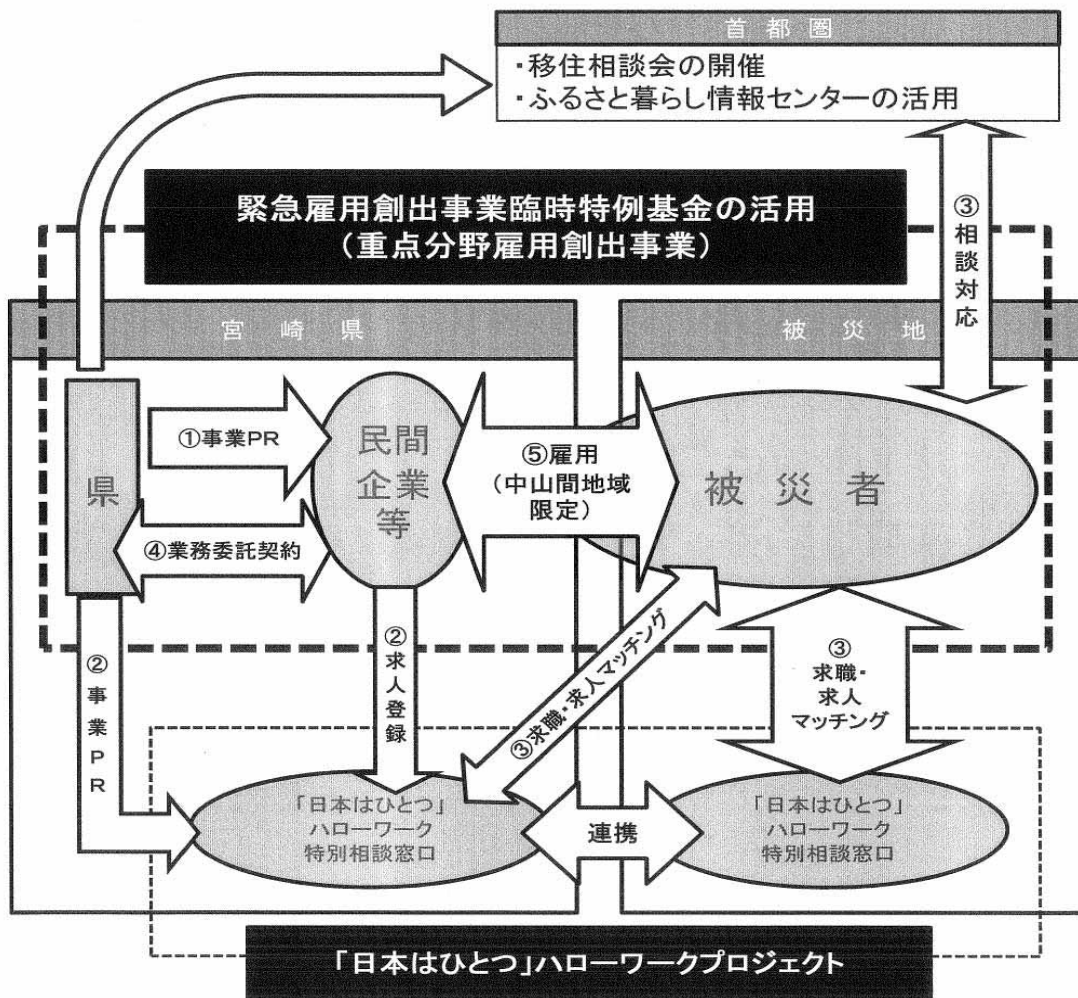 首都圏
・移住相談会の開催
・ふるさと暮らし情報センターの活用
緊急雇用創出事業臨時特例基金の活用
（重点分野雇用創出事業）
③相談対応
宮崎県
被災地
県
①事業PR
民間
企業
等
⑤雇用
（中山間地域
限定）
被災者
④業務委託契約
②事業PR
②求人登録
③求職・求人マッチング
③
求職・
求人
マッチング
「日本はひとつ」
ハローワーク
特別相談窓口
連携
「日本はひとつ」
ハローワーク
特別相談窓口
「日本はひとつ」ハローワークプロジェクト